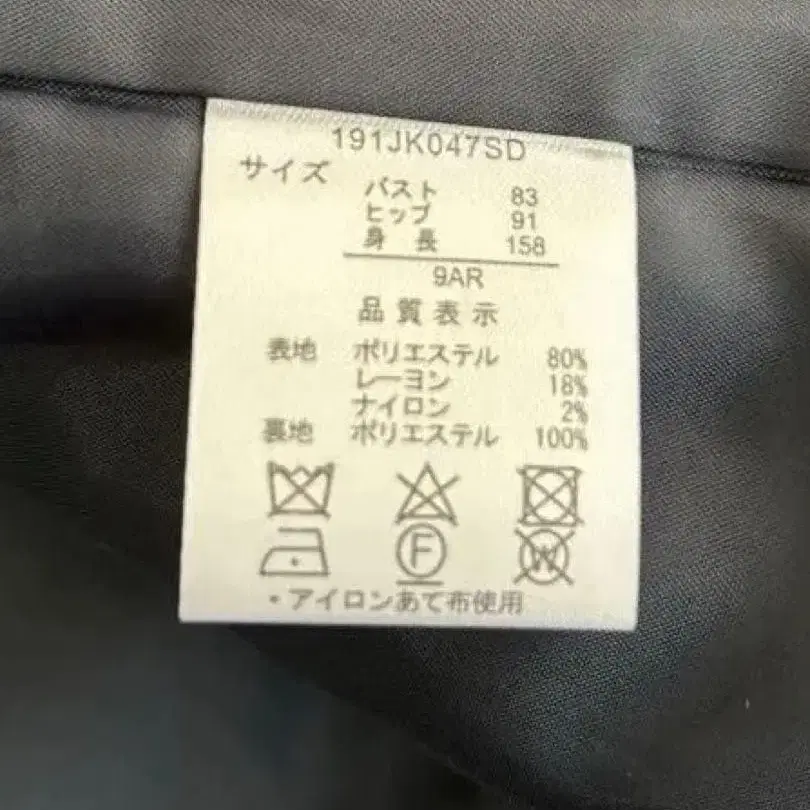 191JK047SD
サイズ
バスト 83
ヒップ 91
身 長 158
9AR
品質表示
表地 ポリエステル 80%
レーヨン 18%
ナイロン 2%
裏地 ポリエステル 100%
F W
・アイロンあて布使用